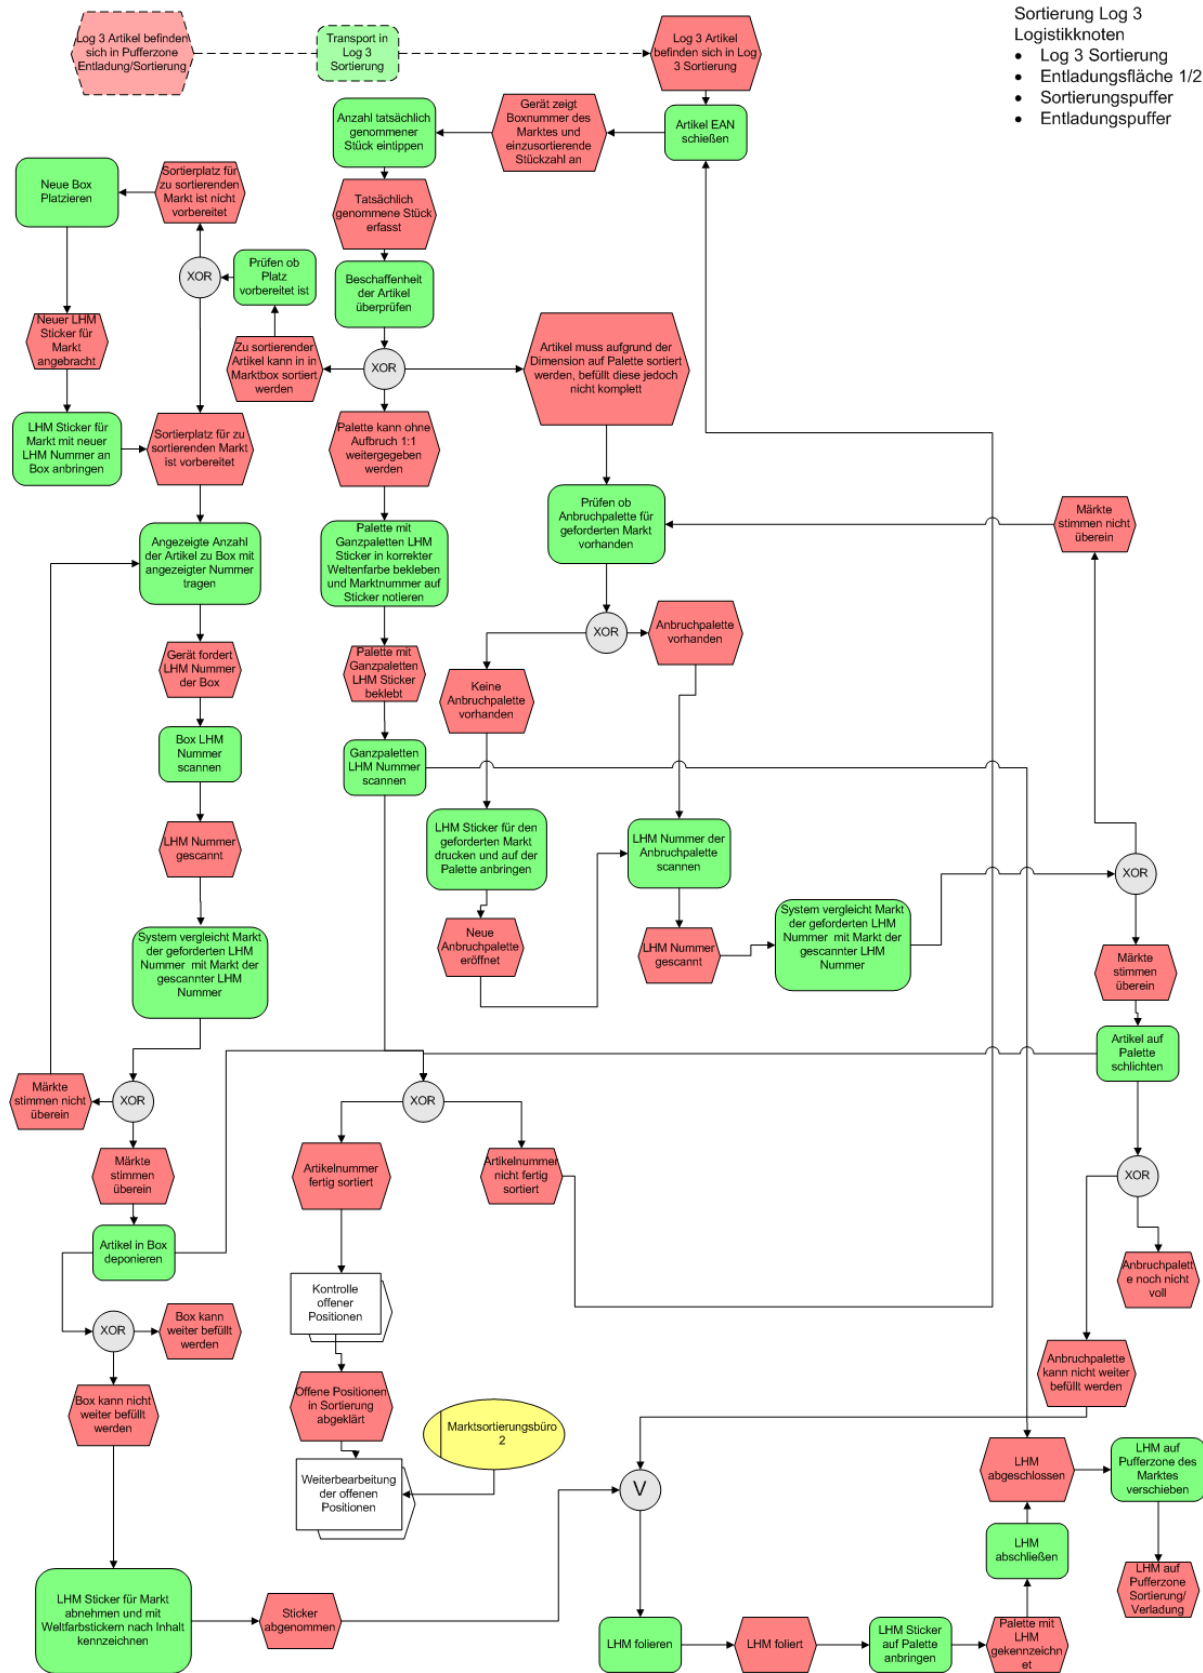 Sortierung Log 3
Logistikknoten
• Log 3 Sortierung
• Entladungsfläche 1/2
• Sortierungspuffer
• Entladungspuffer
Log 3 Artikel befinden
sich in Pufferzone
Entladung/Sortierung
Transport in
Log 3
Sortierung
Log 3 Artikel
befinden sich in Log
3 Sortierung
Artikel EAN
schießen
Gerät zeigt
Boxnummer des
Marktes und
einzusortierende
Stückzahl an
Anzahl tatsächlich
genommener
Stück eintippen
Tatsächlich
genommene Stück
erfasst
Beschaffenheit
der Artikel
überprüfen
XOR
Zu sortierender
Artikel kann in in
Marktbox sortiert
werden
Prüfen ob
Platz
vorbereitet ist
XOR
Sortierplatz für
zu sortierenden
Markt ist nicht
vorbereitet
Neue Box
Platzieren
Neuer LHM
Sticker für
Markt
angebracht
LHM Sticker für
Markt mit neuer
LHM Nummer an
Box anbringen
Sortierplatz für zu
sortierenden Markt
ist vorbereitet
Palette kann ohne
Aufbruch 1:1
weitergegeben
werden
Artikel muss aufgrund der
Dimension auf Palette sortiert
werden, befüllt diese jedoch
nicht komplett
Angezeigte Anzahl
der Artikel zu Box mit
angezeigter Nummer
tragen
Palette mit
Ganzpaletten LHM
Sticker in korrekter
Weltenfarbe bekleben
und Marktnummer auf
Sticker notieren
Prüfen ob
Anbruchpalette für
geforderten Markt
vorhanden
Märkte
stimmen nicht
überein
XOR
Anbruchpalette
vorhanden
Keine
Anbruchpalette
vorhanden
Gerät fordert
LHM Nummer
der Box
Palette mit
Ganzpaletten
LHM Sticker
beklebt
Box LHM
Nummer
scannen
Ganzpaletten
LHM Nummer
scannen
LHM Nummer
gescannt
LHM Sticker für den
geforderten Markt
drucken und auf der
Palette anbringen
LHM Nummer der
Anbruchpalette
scannen
XOR
Neue
Anbruchpalette
eröffnet
LHM Nummer
gescannt
System vergleicht Markt
der geforderten LHM
Nummer mit Markt der
gescannter LHM
Nummer
System vergleicht Markt
der geforderten LHM
Nummer mit Markt der
gescannter LHM
Nummer
Märkte
stimmen
überein
Artikel auf
Palette
schlichten
Märkte
stimmen nicht
überein
XOR
XOR
Märkte
stimmen
überein
Artikelnummer
fertig sortiert
Artikelnummer
nicht fertig
sortiert
XOR
Artikel in Box
deponieren
Anbruchpalett
e noch nicht
voll
Kontrolle
offener
Positionen
XOR
Box kann
weiter befüllt
werden
Anbruchpalette
kann nicht weiter
befüllt werden
Box kann nicht
weiter befüllt
werden
Offene Positionen
in Sortierung
abgeklärt
Marktsortierungsbüro
2
Weiterbearbeitung
der offenen
Positionen
V
LHM
abgeschlossen
LHM auf
Pufferzone des
Marktes
verschieben
LHM
abschließen
LHM auf
Pufferzone
Sortierung/
Verladung
LHM Sticker für Markt
abnehmen und mit
Weltfarbstickern nach Inhalt
kennzeichnen
Sticker
abgenommen
LHM folieren
LHM foliert
LHM Sticker
auf Palette
anbringen
Palette mit
LHM
gekennzeich
net